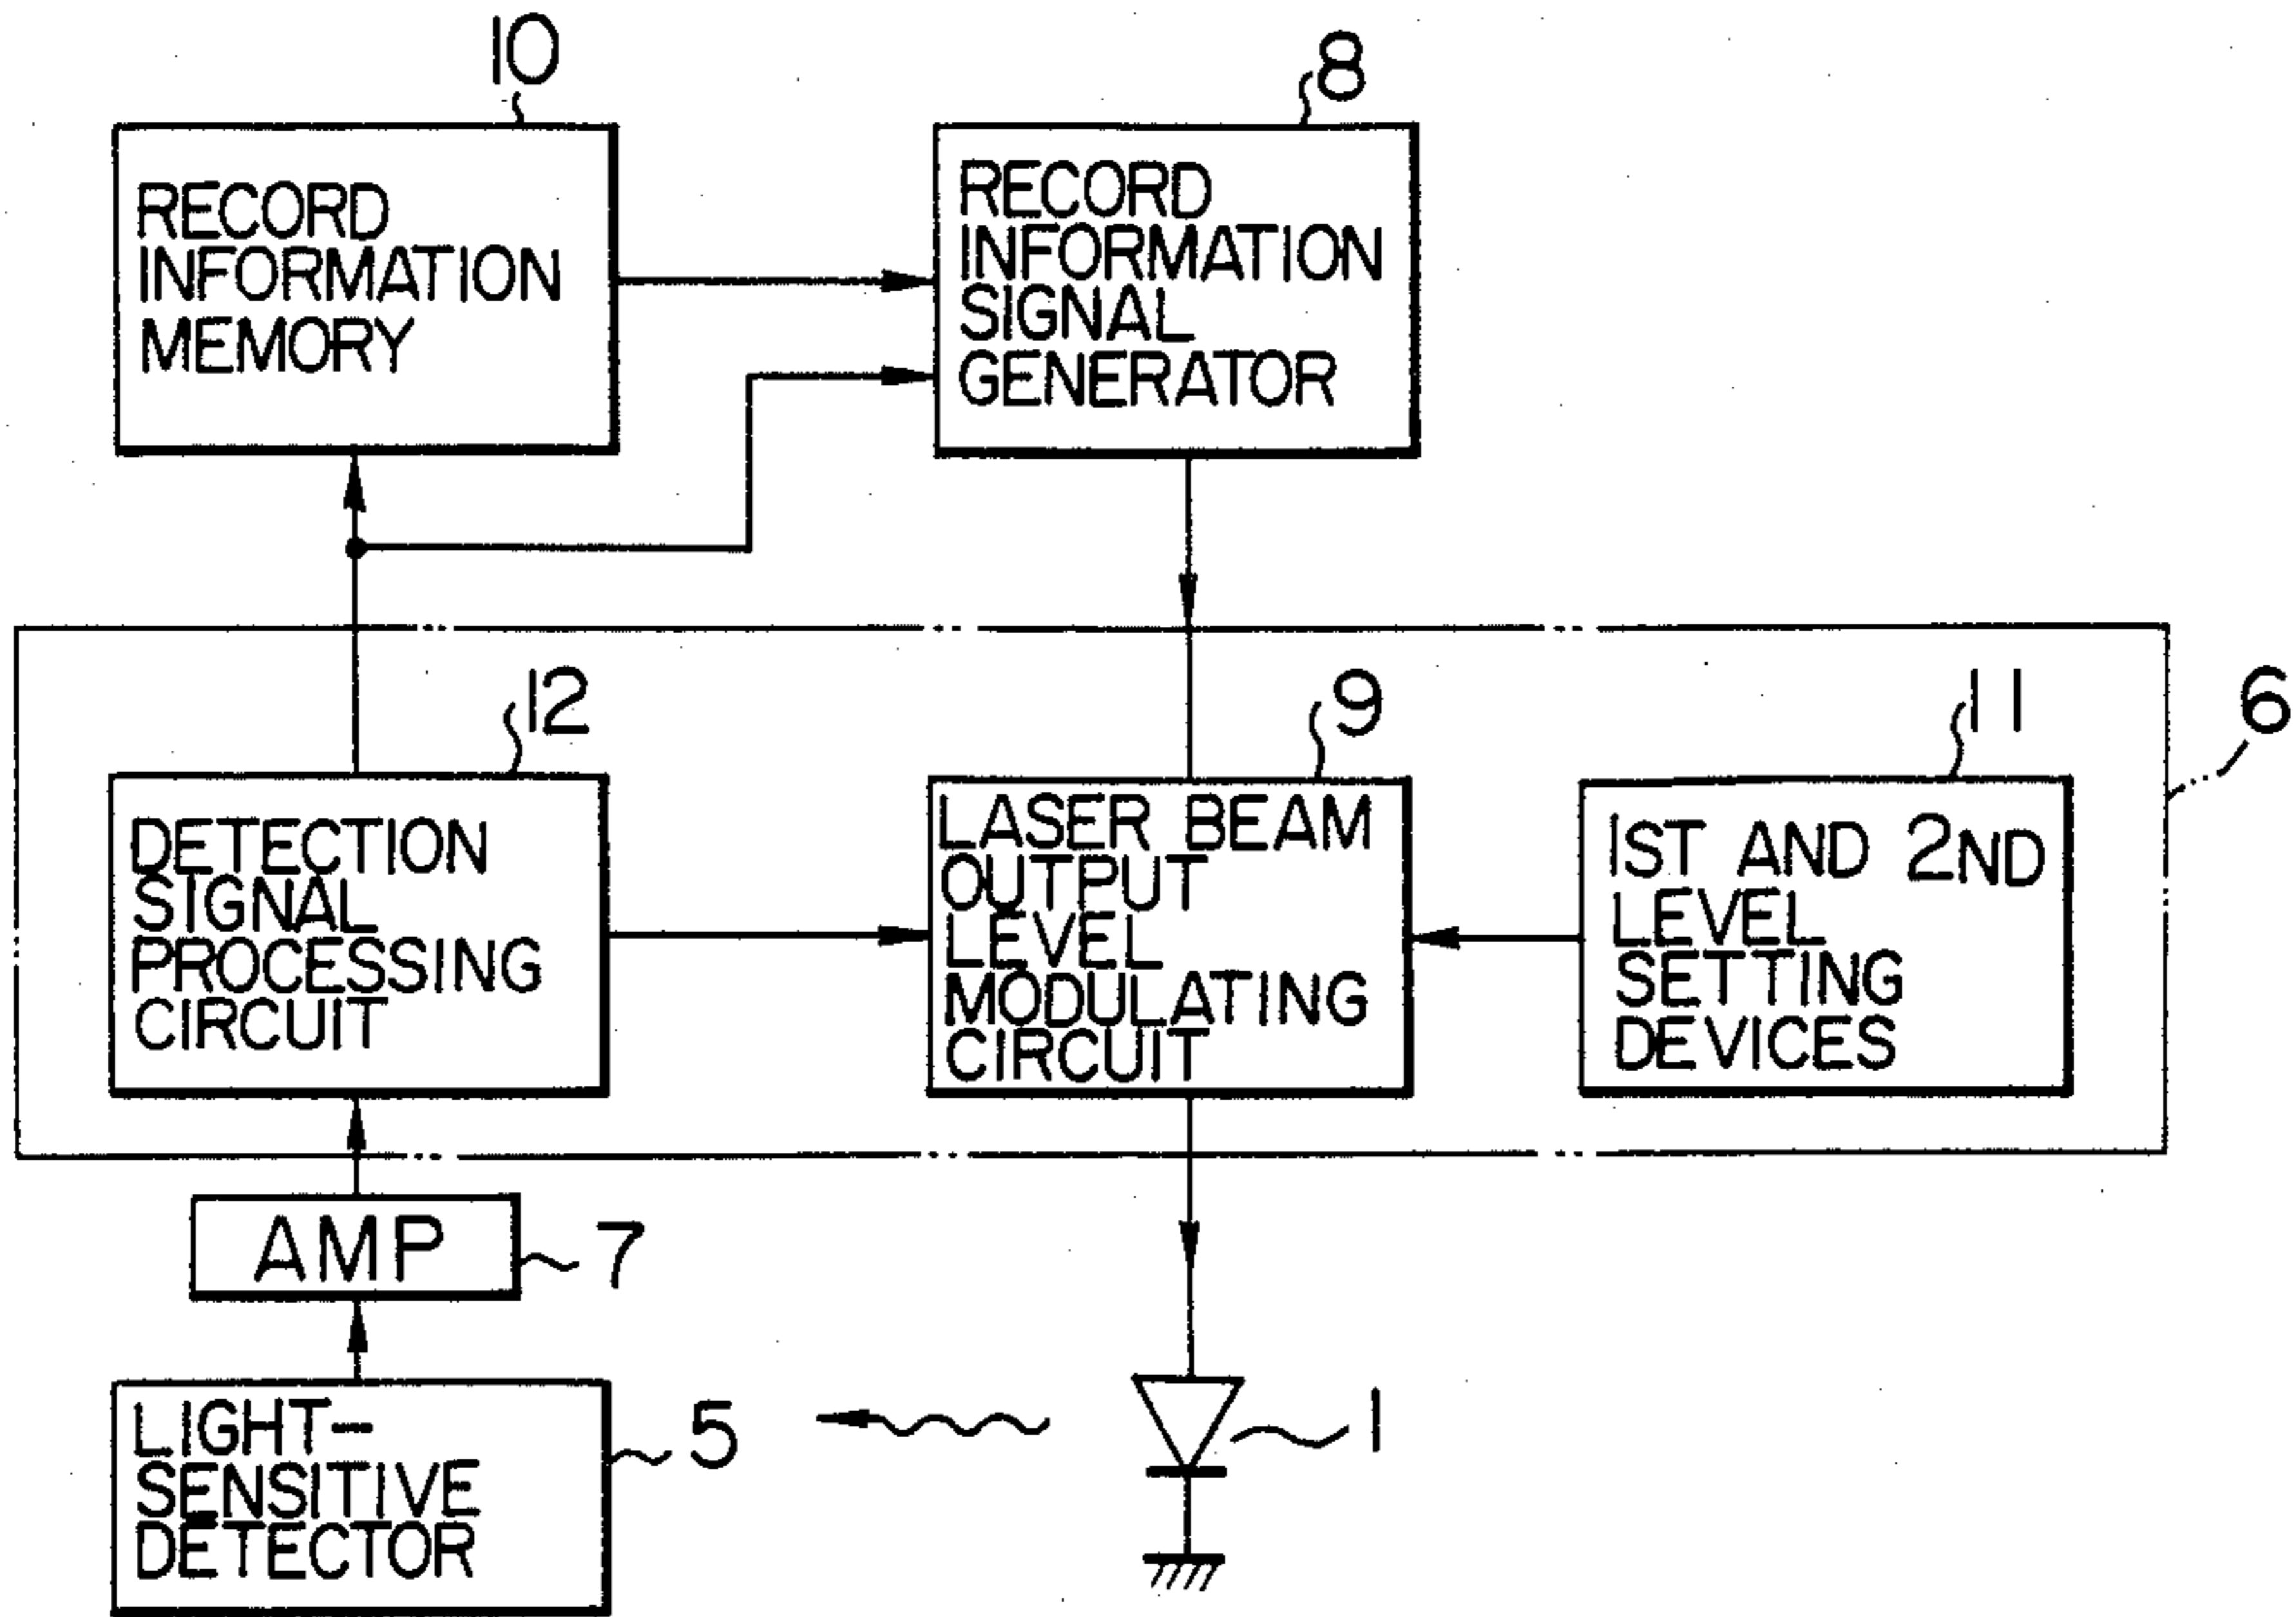 10
RECORD
INFORMATION
MEMORY
8
RECORD
INFORMATION
SIGNAL
GENERATOR
12
DETECTION
SIGNAL
PROCESSING
CIRCUIT
9
LASER BEAM
OUTPUT
LEVEL
MODULATING
CIRCUIT
11
1ST AND 2ND
LEVEL
SETTING
DEVICES
6
AMP
7
LIGHT-
SENSITIVE
DETECTOR
5
1